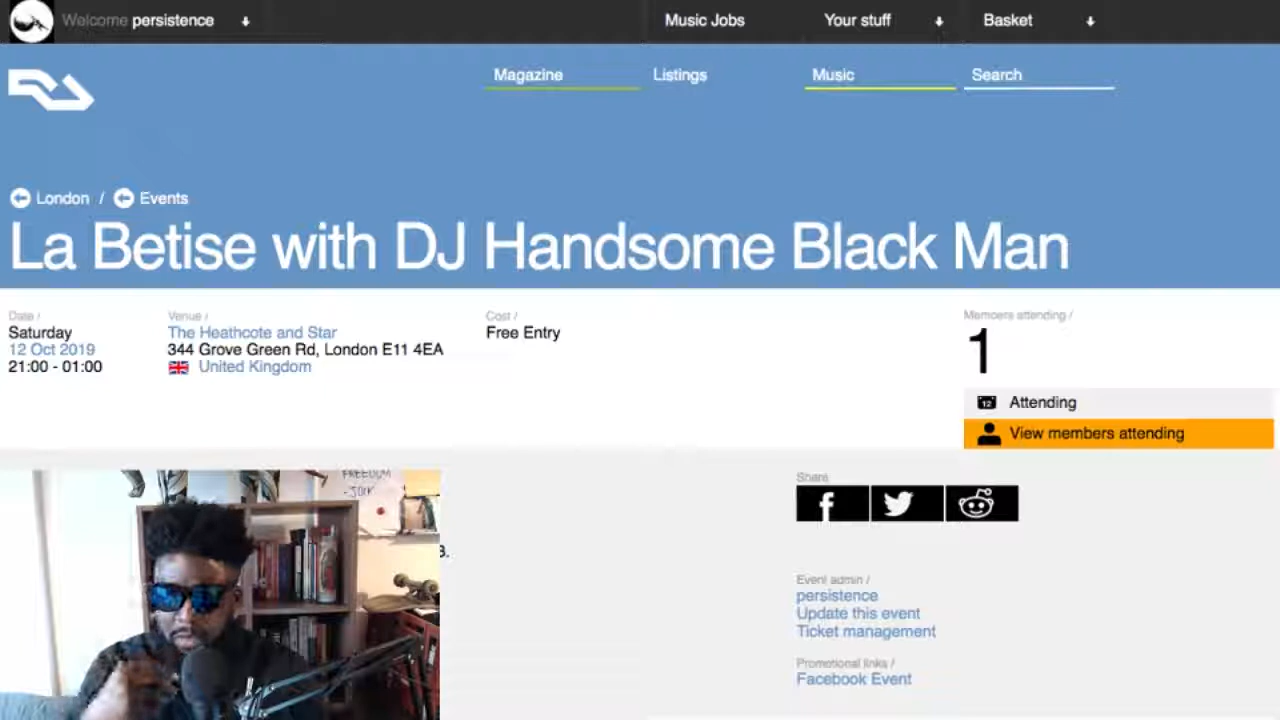 Welcome persistence
Music Jobs
Your stuff
Basket
Magazine
Listings
Music
Search
London / Events
La Betise with DJ Handsome Black Man
Date /
Saturday
12 Oct 2019
21:00 - 01:00
Venue /
The Heathcote and Star
344 Grove Green Rd, London E11 4EA
United Kingdom
Cost /
Free Entry
Members attending /
1
12 Attending
View members attending
FREEDOM
Share
Event admin /
persistence
Update this event
Ticket management
Promotional links /
Facebook Event